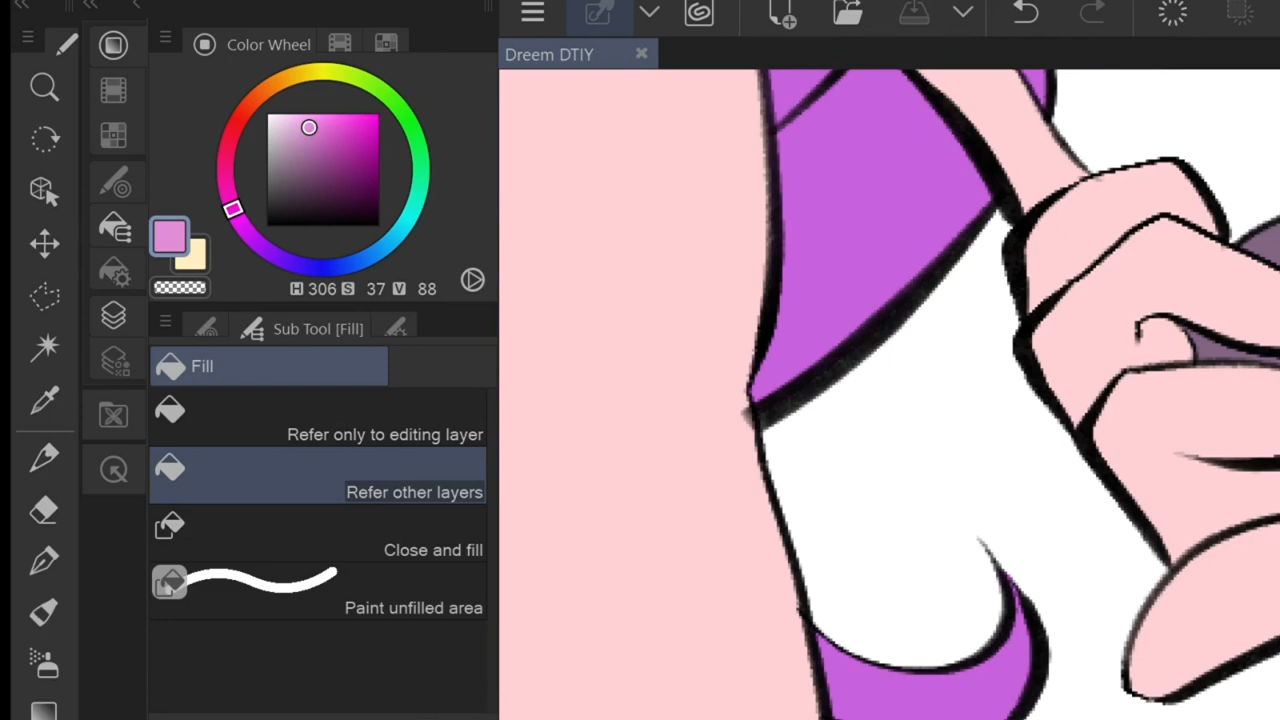 Color Wheel
Dreem DTIY
H 306 S 37 V 88
Sub Tool [Fill]
Fill
Refer only to editing layer
Refer other layers
Close and fill
Paint unfilled area